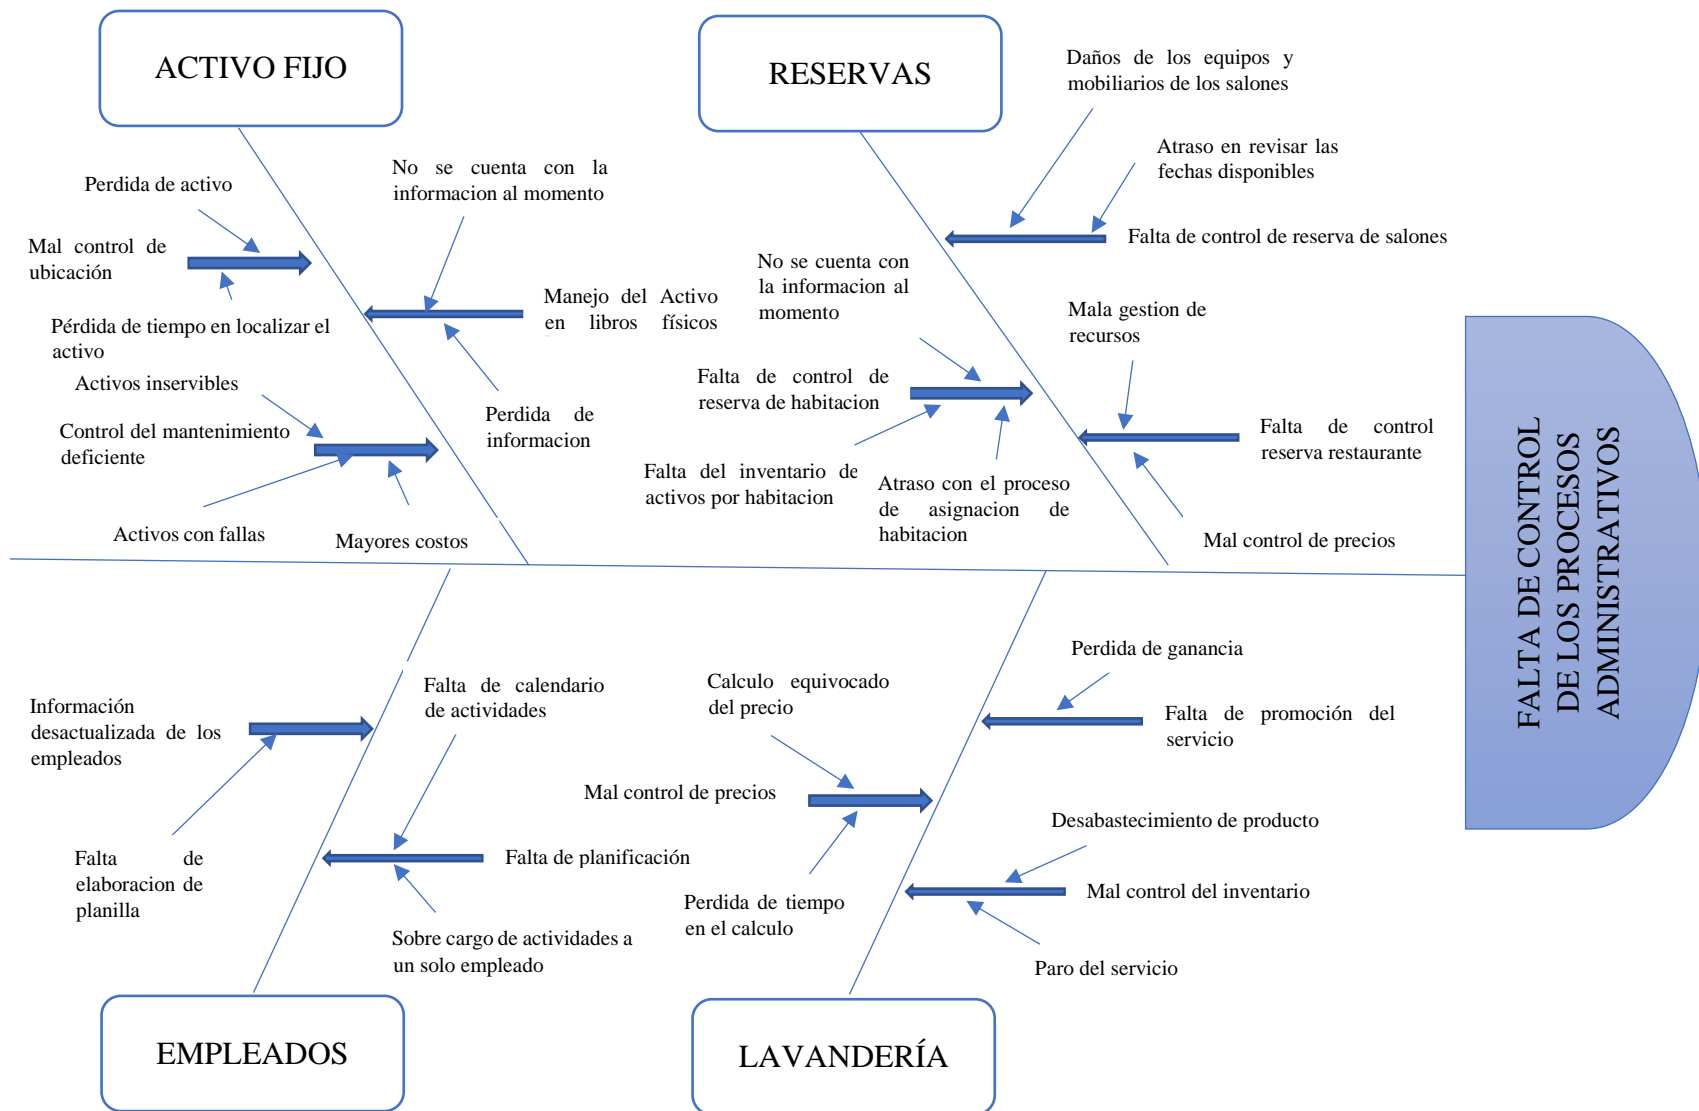 ACTIVO FIJO
RESERVAS
Daños de los equipos y
mobiliarios de los salones
Atraso en revisar las
fechas disponibles
No se cuenta con la
informacion al momento
Perdida de activo
Mal control de
ubicación
Falta de control de reserva de salones
No se cuenta con
la informacion al
momento
Manejo del Activo
en libros físicos
Mala gestion de
recursos
Pérdida de tiempo en localizar el
activo
Activos inservibles
Falta de control de
reserva de habitacion
Perdida de
informacion
Control del mantenimiento
deficiente
Falta de control
reserva restaurante
Falta del inventario de
activos por habitacion
Atraso con el proceso
de asignacion de
habitacion
Activos con fallas
Mayores costos
Mal control de precios
FALTA DE CONTROL
DE LOS PROCESOS
ADMINISTRATIVOS
Perdida de ganancia
Calculo equivocado
del precio
Falta de calendario
de actividades
Información
desactualizada de los
empleados
Falta de promoción del
servicio
Mal control de precios
Desabastecimiento de producto
Falta de
elaboracion de
planilla
Falta de planificación
Mal control del inventario
Perdida de tiempo
en el calculo
Sobre cargo de actividades a
un solo empleado
Paro del servicio
EMPLEADOS
LAVANDERÍA